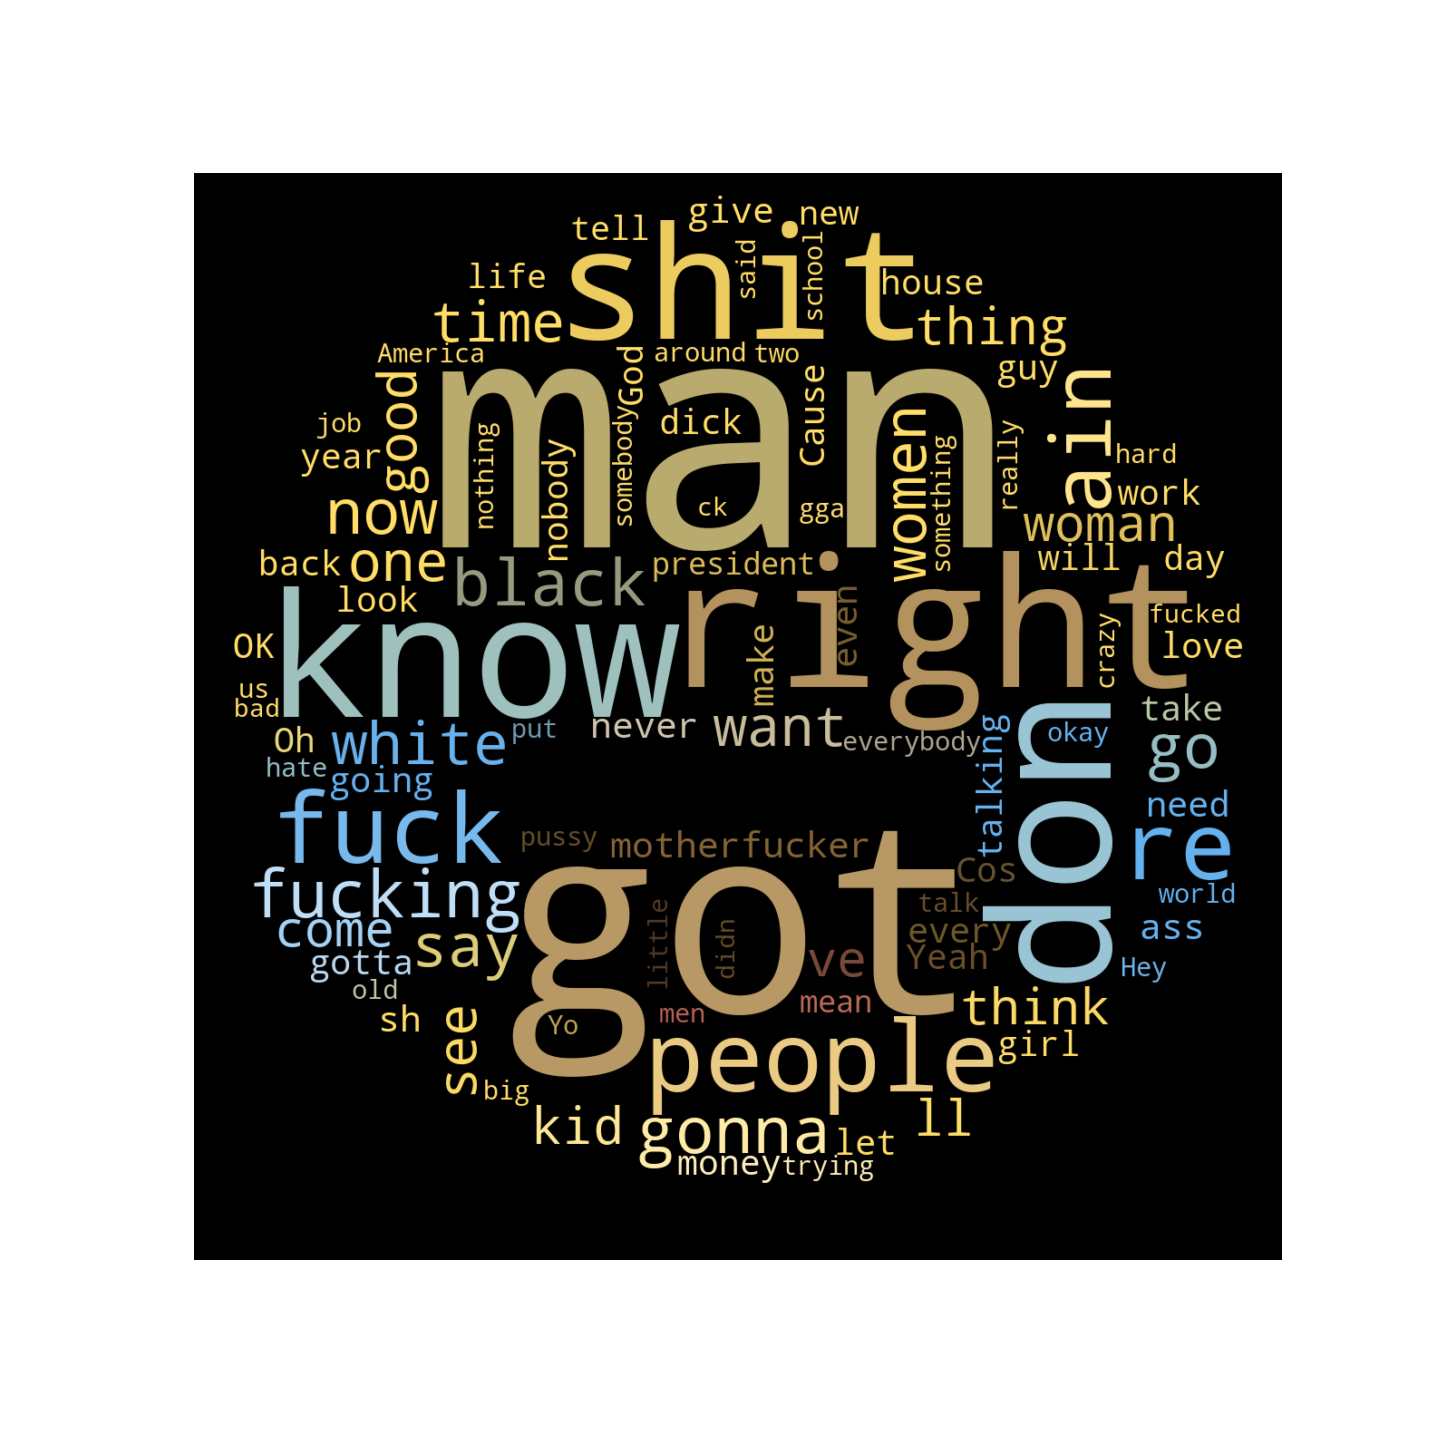 give new
tell
shit
said
school
life
house
time
thing
America
God
around two
guy
good
Cause
ain
man
job
dick
women
year
nothing
nobody
somebody
something
really
hard
now
ck
gga
work
woman
back one
black
president
will day
look
right
know
even
fucked
OK
make
crazy
love
us
bad
take
Oh white
put
never want
everybody
talking
okay
go
hate
going
don
fuck
need
pussy
motherfucker
re
got
Cos
fucking
world
talk
come
say
little
didn
ve
every
ass
gotta
Yeah
Hey
old
mean
sh
Yo
men
think
see
people
girl
big
kid gonna
let
ll
money trying